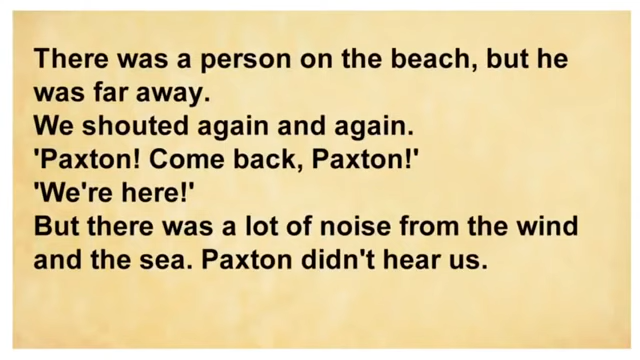 There was a person on the beach, but he
was far away.
We shouted again and again.
'Paxton! Come back, Paxton!'
'We're here!'
But there was a lot of noise from the wind
and the sea. Paxton didn't hear us.